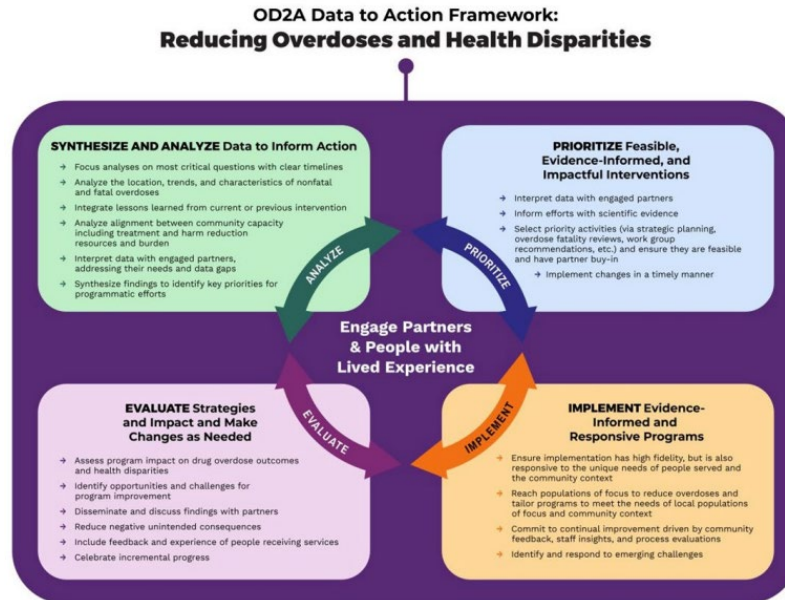 OD2A Data to Action Framework:
Reducing Overdoses and Health Disparities
SYNTHESIZE AND ANALYZE Data to Inform Action
→ Focus analyses on most critical questions with clear timelines
→ Analyze the location, trends, and characteristics of nonfatal
and fatal overdoses
→ Integrate lessons learned from current or previous intervention
→ Analyze alignment between community capacity
including treatment and harm reduction
resources and burden
→ Interpret data with engaged partners,
addressing their needs and data gaps
→ Synthesize findings to identify key priorities for
programmatic efforts
PRIORITIZE Feasible,
Evidence-Informed, and
Impactful Interventions
→ Interpret data with engaged partners
→ Inform efforts with scientific evidence
→ Select priority activities (via strategic planning,
overdose fatality reviews, work group
recommendations, etc.) and ensure they are feasible
and have partner buy-in
→ Implement changes in a timely manner
ANALYZE
PRIORITIZE
Engage Partners
& People with
Lived Experience
EVALUATE
IMPLEMENT
EVALUATE Strategies
and Impact and Make
Changes as Needed
→ Assess program impact on drug overdose outcomes
and health disparities
→ Identify opportunities and challenges for
program improvement
→ Disseminate and discuss findings with partners
→ Reduce negative unintended consequences
→ Include feedback and experience of people receiving services
→ Celebrate incremental progress
IMPLEMENT Evidence-
Informed and
Responsive Programs
→ Ensure implementation has high fidelity, but is also
responsive to the unique needs of people served and
the community context
→ Reach populations of focus to reduce overdoses and
tailor programs to meet the needs of local populations
of focus and community context
→ Commit to continual improvement driven by community
feedback, staff insights, and process evaluations
→ Identify and respond to emerging challenges